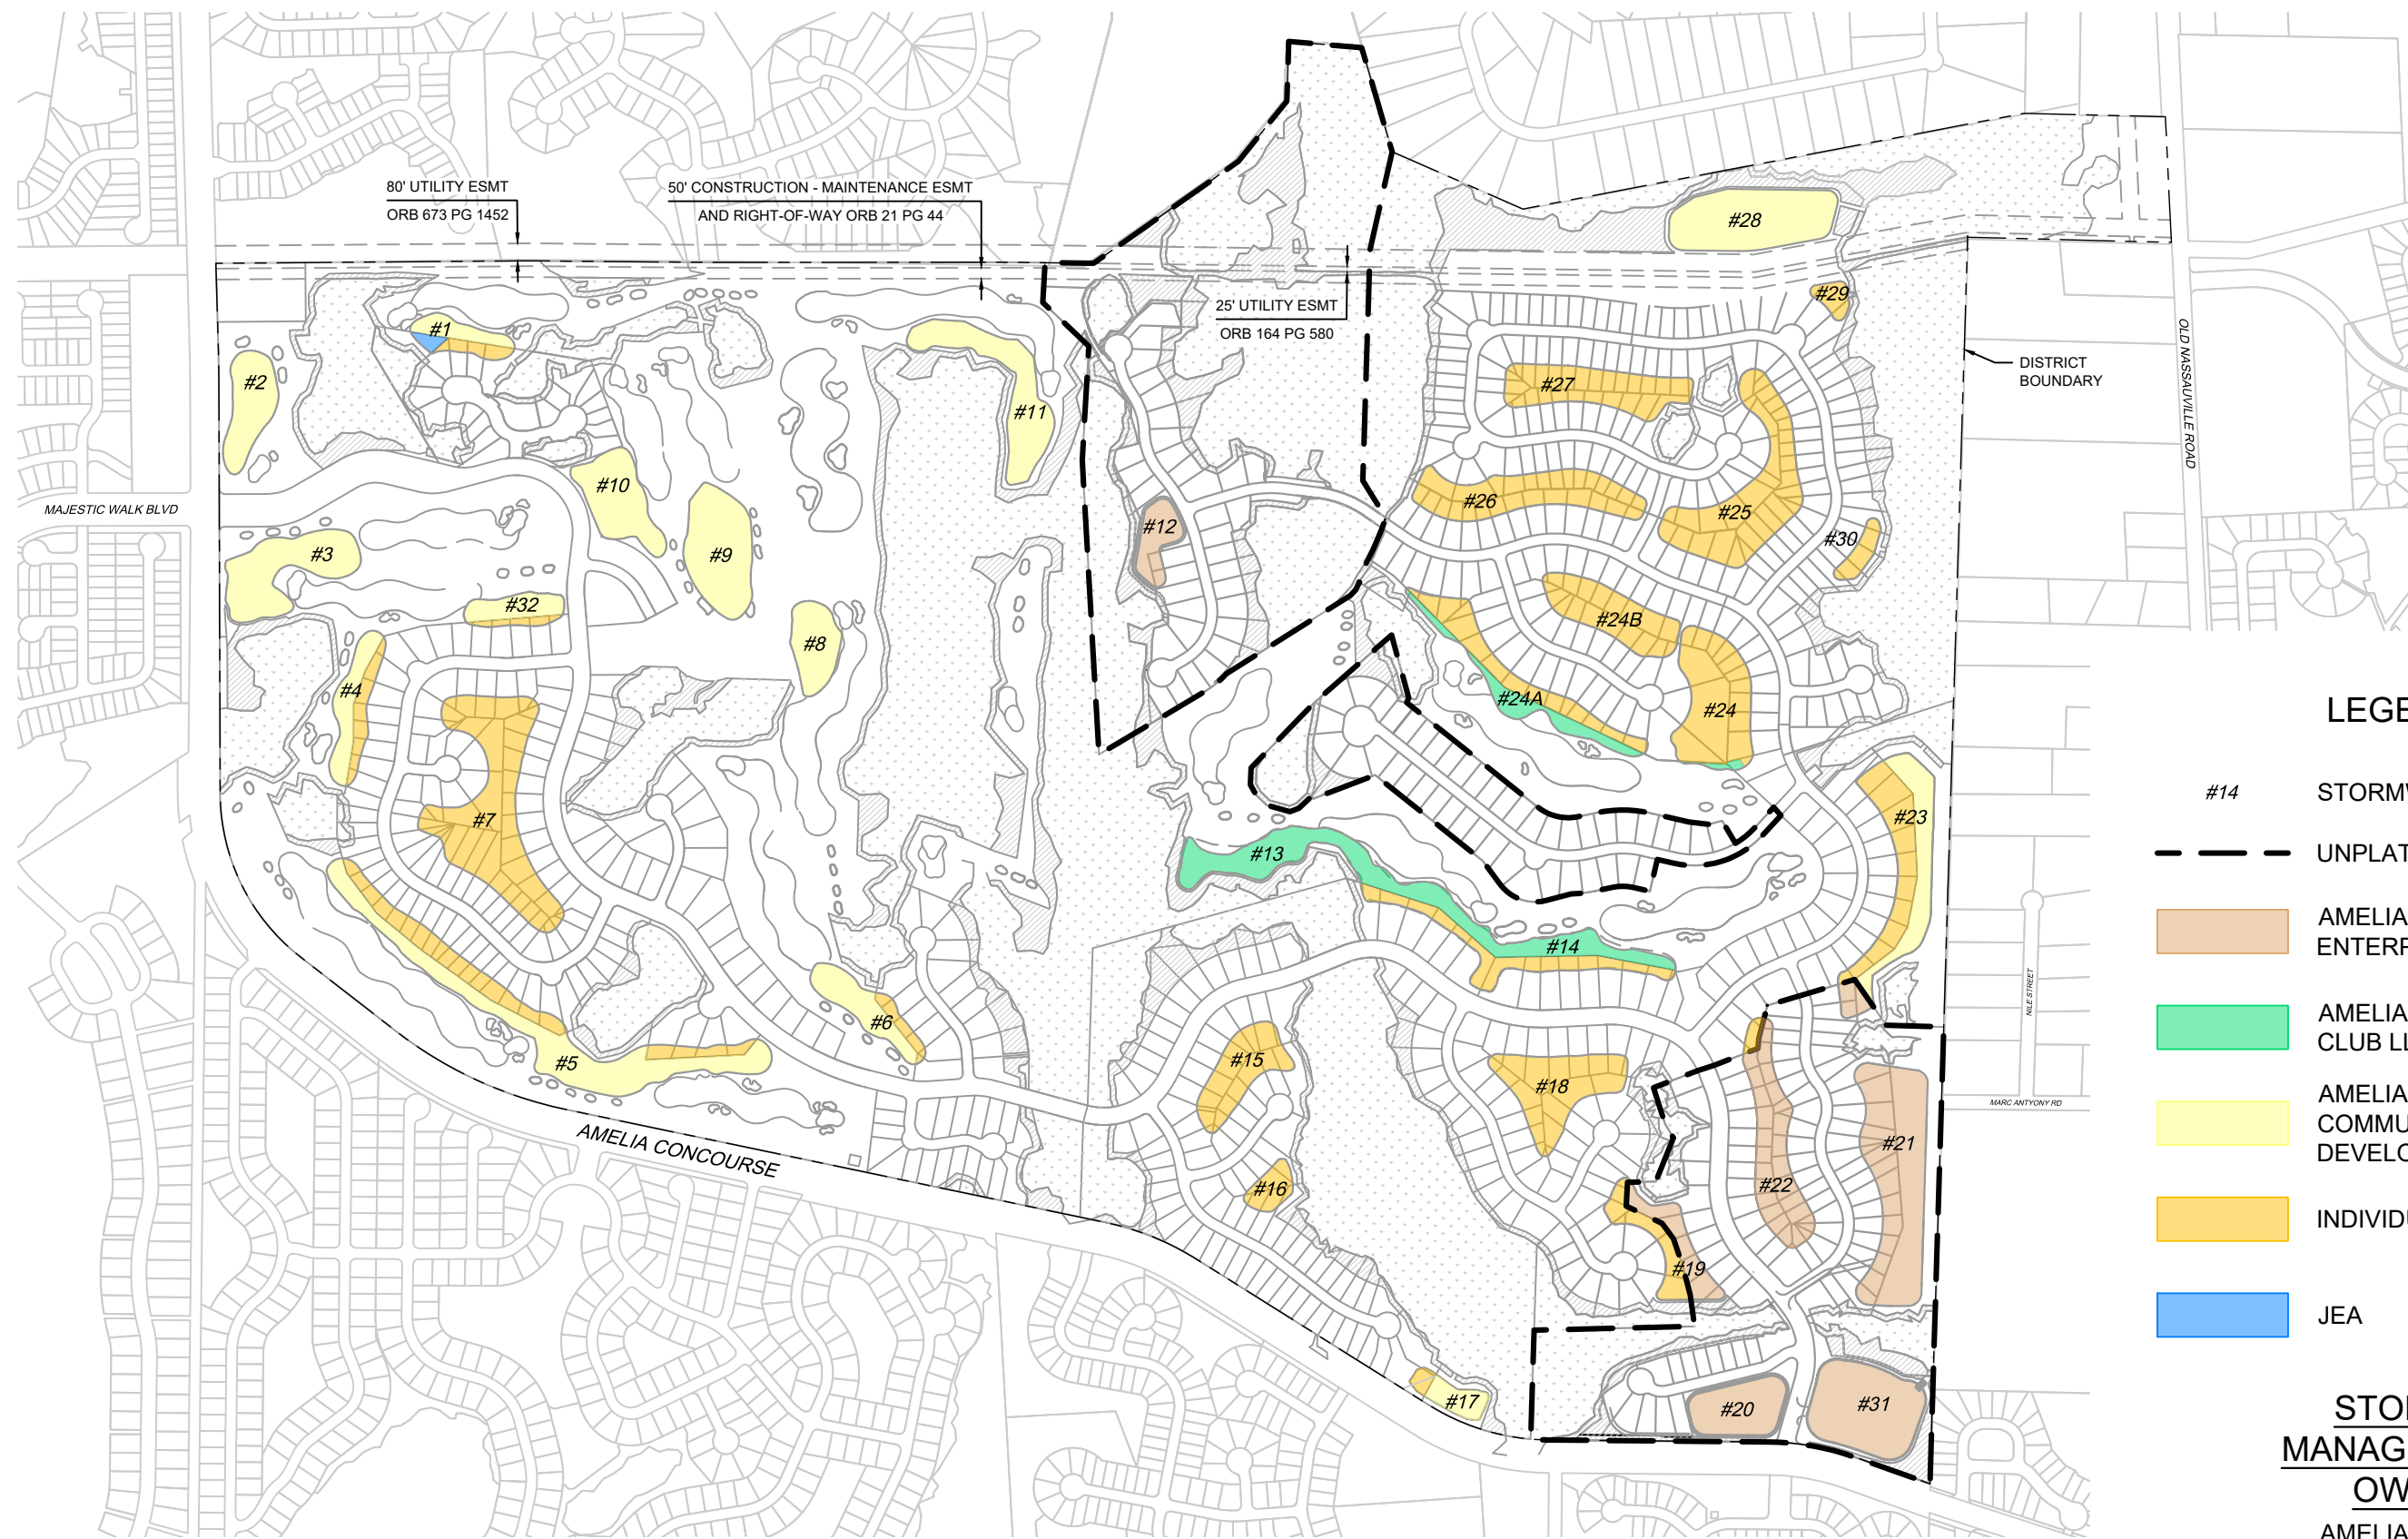 80' UTILITY ESMT
ORB 673 PG 1452
50' CONSTRUCTION - MAINTENANCE ESMT
AND RIGHT-OF-WAY ORB 21 PG 44
25' UTILITY ESMT
ORB 164 PG 580
DISTRICT
BOUNDARY
OLD NASSAUVILLE ROAD
MAJESTIC WALK BLVD
AMELIA CONCOURSE
NILE STREET
MARC ANTYONY RD
#1
#2
#3
#4
#5
#6
#7
#8
#9
#10
#11
#12
#13
#14
#15
#16
#17
#18
#19
#20
#21
#22
#23
#24
#24A
#24B
#25
#26
#27
#28
#29
#30
#31
#32
LEGE
#14
STORMW
UNPLAT
AMELIA
ENTERP
AMELIA
CLUB LL
AMELIA
COMMU
DEVELO
INDIVIDU
JEA
STO
MANAG
OW
AMELIA